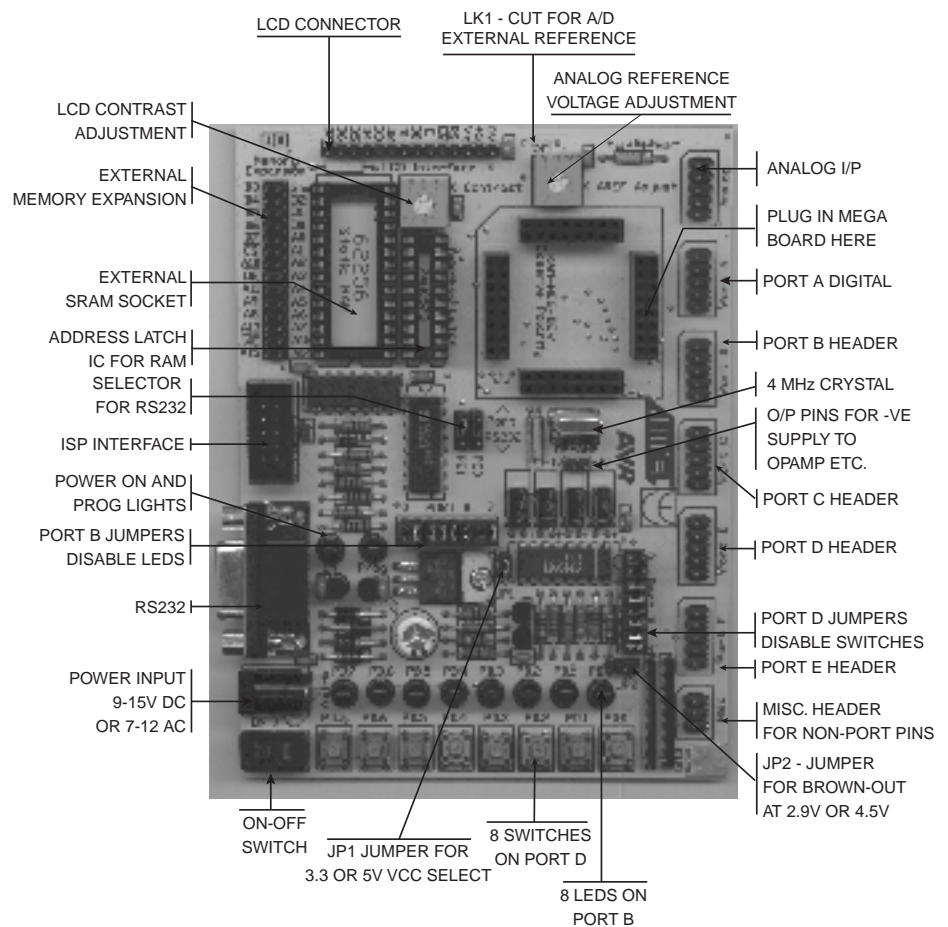 LCD CONNECTOR
LK1 - CUT FOR A/D
EXTERNAL REFERENCE
ANALOG REFERENCE
VOLTAGE ADJUSTMENT
LCD CONTRAST
ADJUSTMENT
EXTERNAL
MEMORY EXPANSION
EXTERNAL
SRAM SOCKET
ADDRESS LATCH
IC FOR RAM
SELECTOR
FOR RS232
ISP INTERFACE
POWER ON AND
PROG LIGHTS
PORT B JUMPERS
DISABLE LEDS
RS232
POWER INPUT
9-15V DC
OR 7-12 AC
ON-OFF
SWITCH
JP1 JUMPER FOR
3.3 OR 5V VCC SELECT
8 SWITCHES
ON PORT D
8 LEDS ON
PORT B
ANALOG I/P
PLUG IN MEGA
BOARD HERE
PORT A DIGITAL
PORT B HEADER
4 MHz CRYSTAL
O/P PINS FOR -VE
SUPPLY TO
OPAMP ETC.
PORT C HEADER
PORT D HEADER
PORT D JUMPERS
DISABLE SWITCHES
PORT E HEADER
MISC. HEADER
FOR NON-PORT PINS
JP2 - JUMPER
FOR BROWN-OUT
AT 2.9V OR 4.5V
62256
AVR
CE